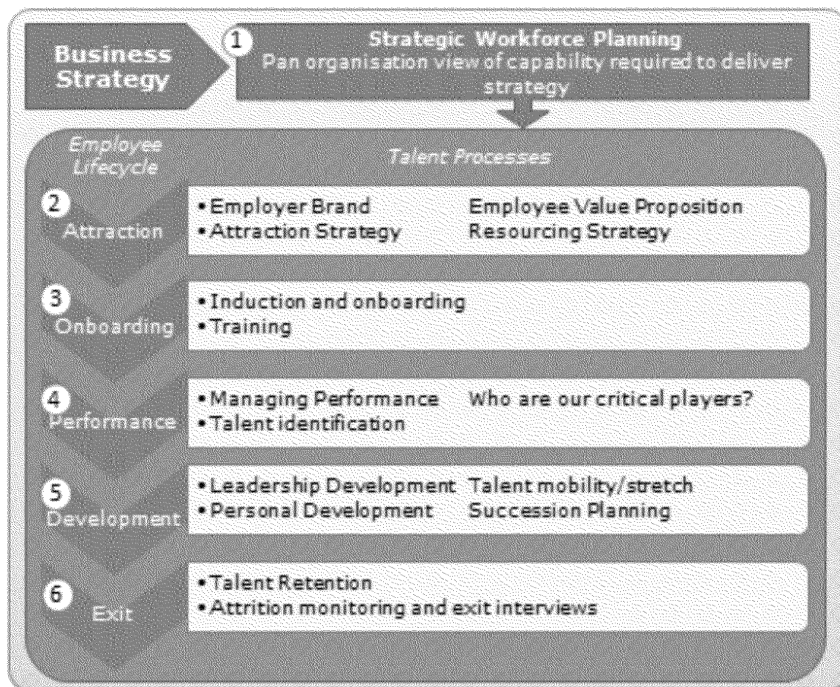 Business
Strategy
1
Strategic Workforce Planning
Pan organisation view of capability required to deliver
strategy
Employee
Lifecycle
Talent Processes
2
Attraction
• Employer Brand Employee Value Proposition
• Attraction Strategy Resourcing Strategy
3
Onboarding
• Induction and onboarding
• Training
4
Performance
• Managing Performance Who are our critical players?
• Talent identification
5
Development
• Leadership Development Talent mobility/stretch
• Personal Development Succession Planning
6
Exit
• Talent Retention
• Attrition monitoring and exit interviews